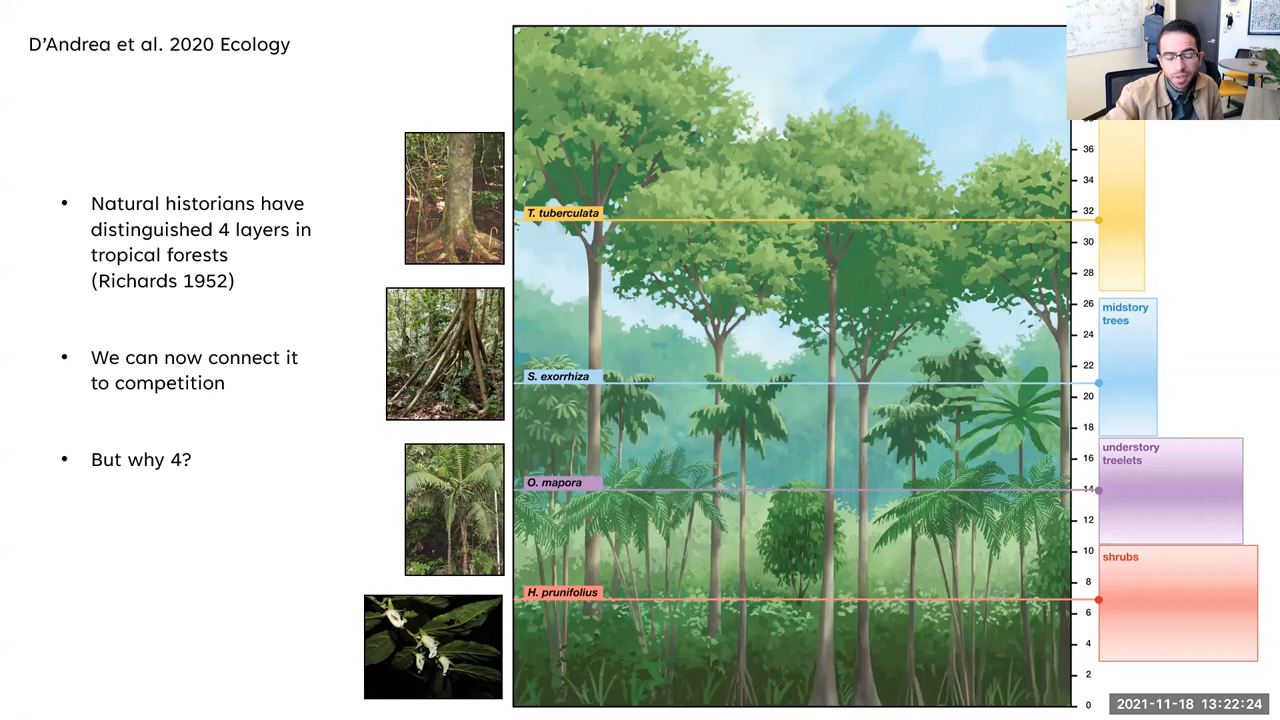 D'Andrea et al. 2020 Ecology
• Natural historians have
distinguished 4 layers in
tropical forests
(Richards 1952)
• We can now connect it
to competition
• But why 4?
T. tuberculata
S. exorrhiza
O. mapora
H. prunifolius
36
34
32
30
28
26
24
22
20
18
16
14
12
10
8
6
4
2
0
midstory
trees
understory
treelets
shrubs
2021-11-18 13:22:24